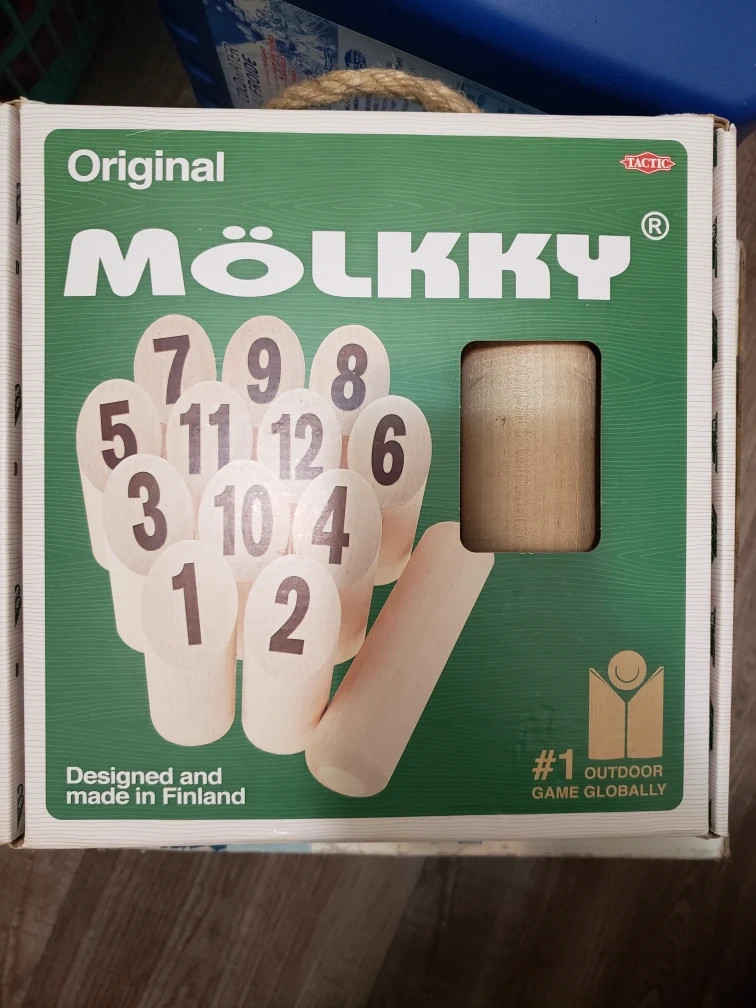 COLDWATER
Original
TACTIC
MÖLKKY®
7 9 8
5 11 12 6
3 10 4
1 2
Designed and
made in Finland
#1 OUTDOOR
GAME GLOBALLY